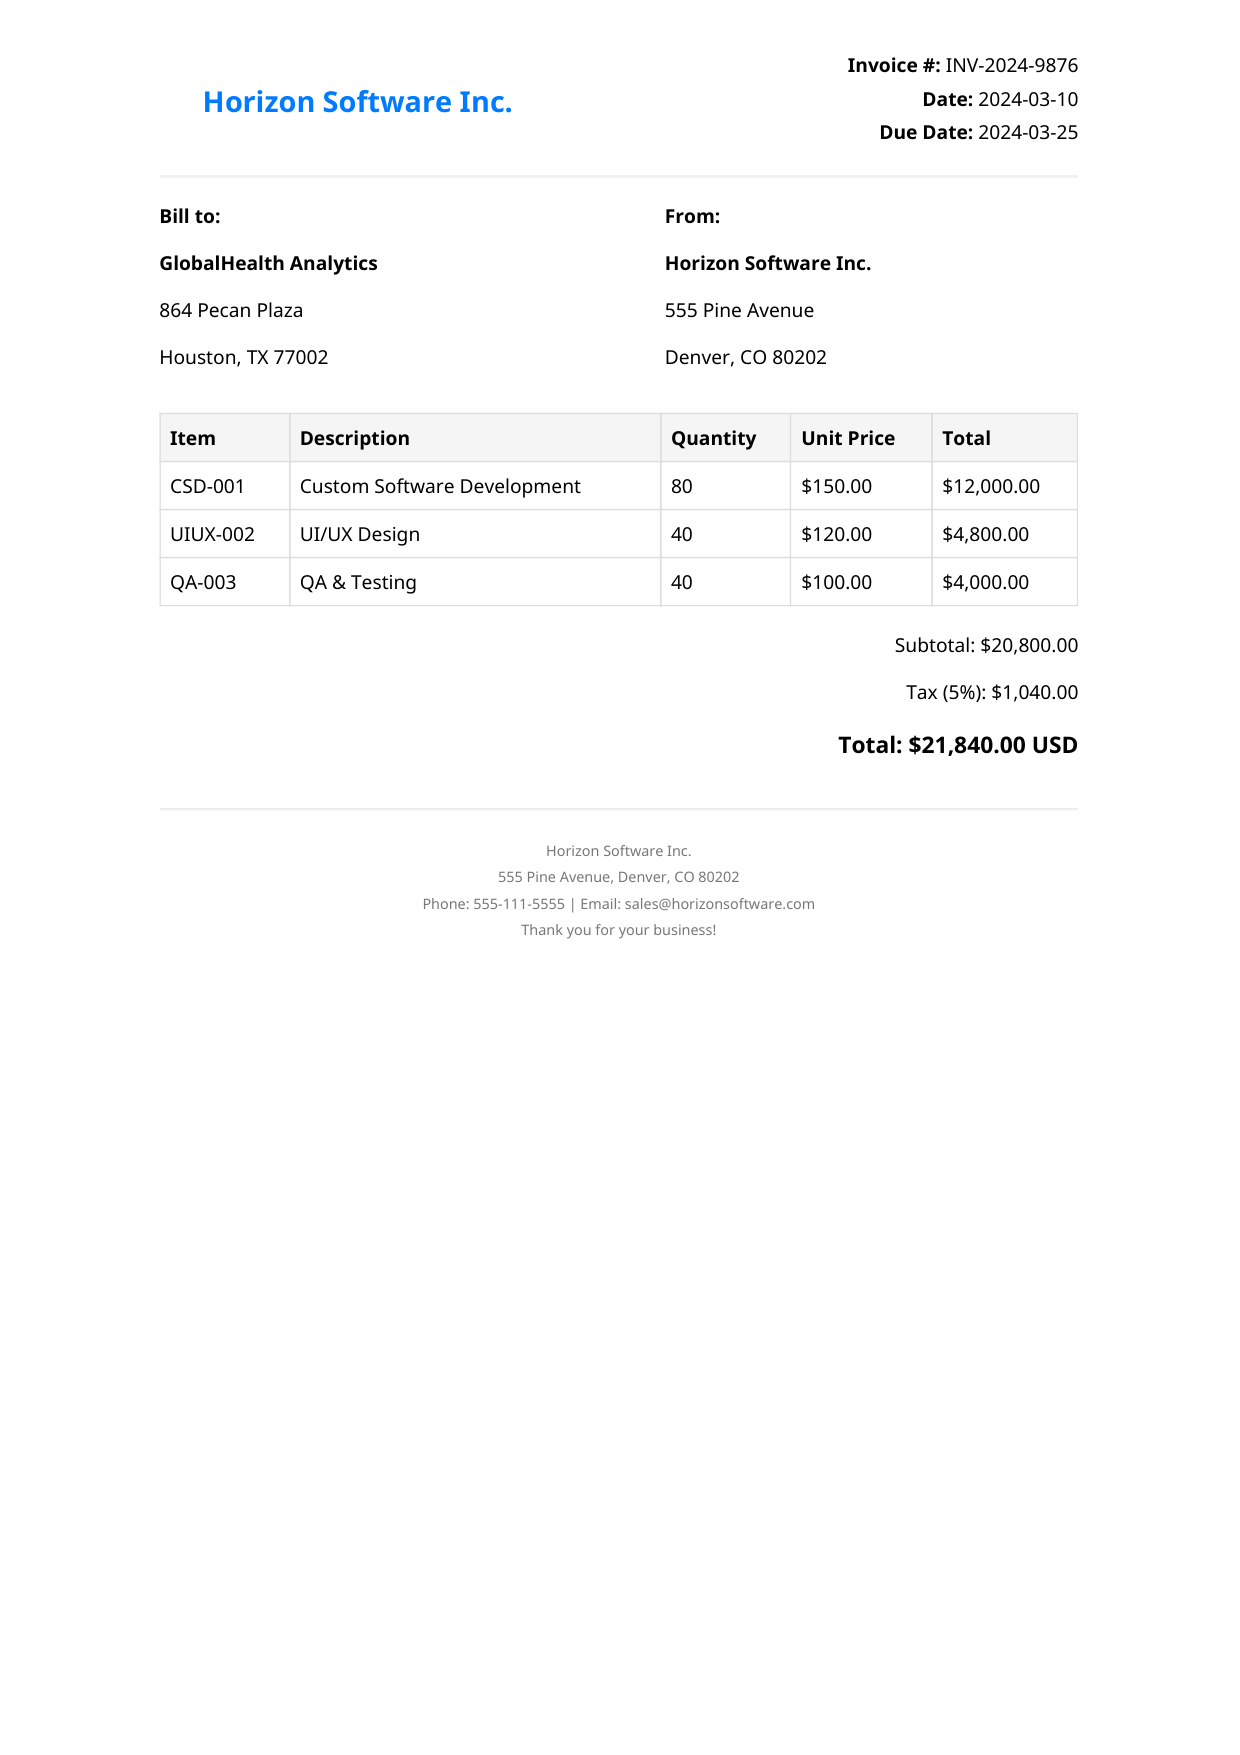 Horizon Software Inc.
Invoice #: INV-2024-9876
Date: 2024-03-10
Due Date: 2024-03-25
Bill to:
GlobalHealth Analytics
864 Pecan Plaza
Houston, TX 77002
From:
Horizon Software Inc.
555 Pine Avenue
Denver, CO 80202
Item Description Quantity Unit Price Total
CSD-001 Custom Software Development 80 $150.00 $12,000.00
UIUX-002 UI/UX Design 40 $120.00 $4,800.00
QA-003 QA & Testing 40 $100.00 $4,000.00
Subtotal: $20,800.00
Tax (5%): $1,040.00
Total: $21,840.00 USD
Horizon Software Inc.
555 Pine Avenue, Denver, CO 80202
Phone: 555-111-5555 | Email: sales@horizonsoftware.com
Thank you for your business!